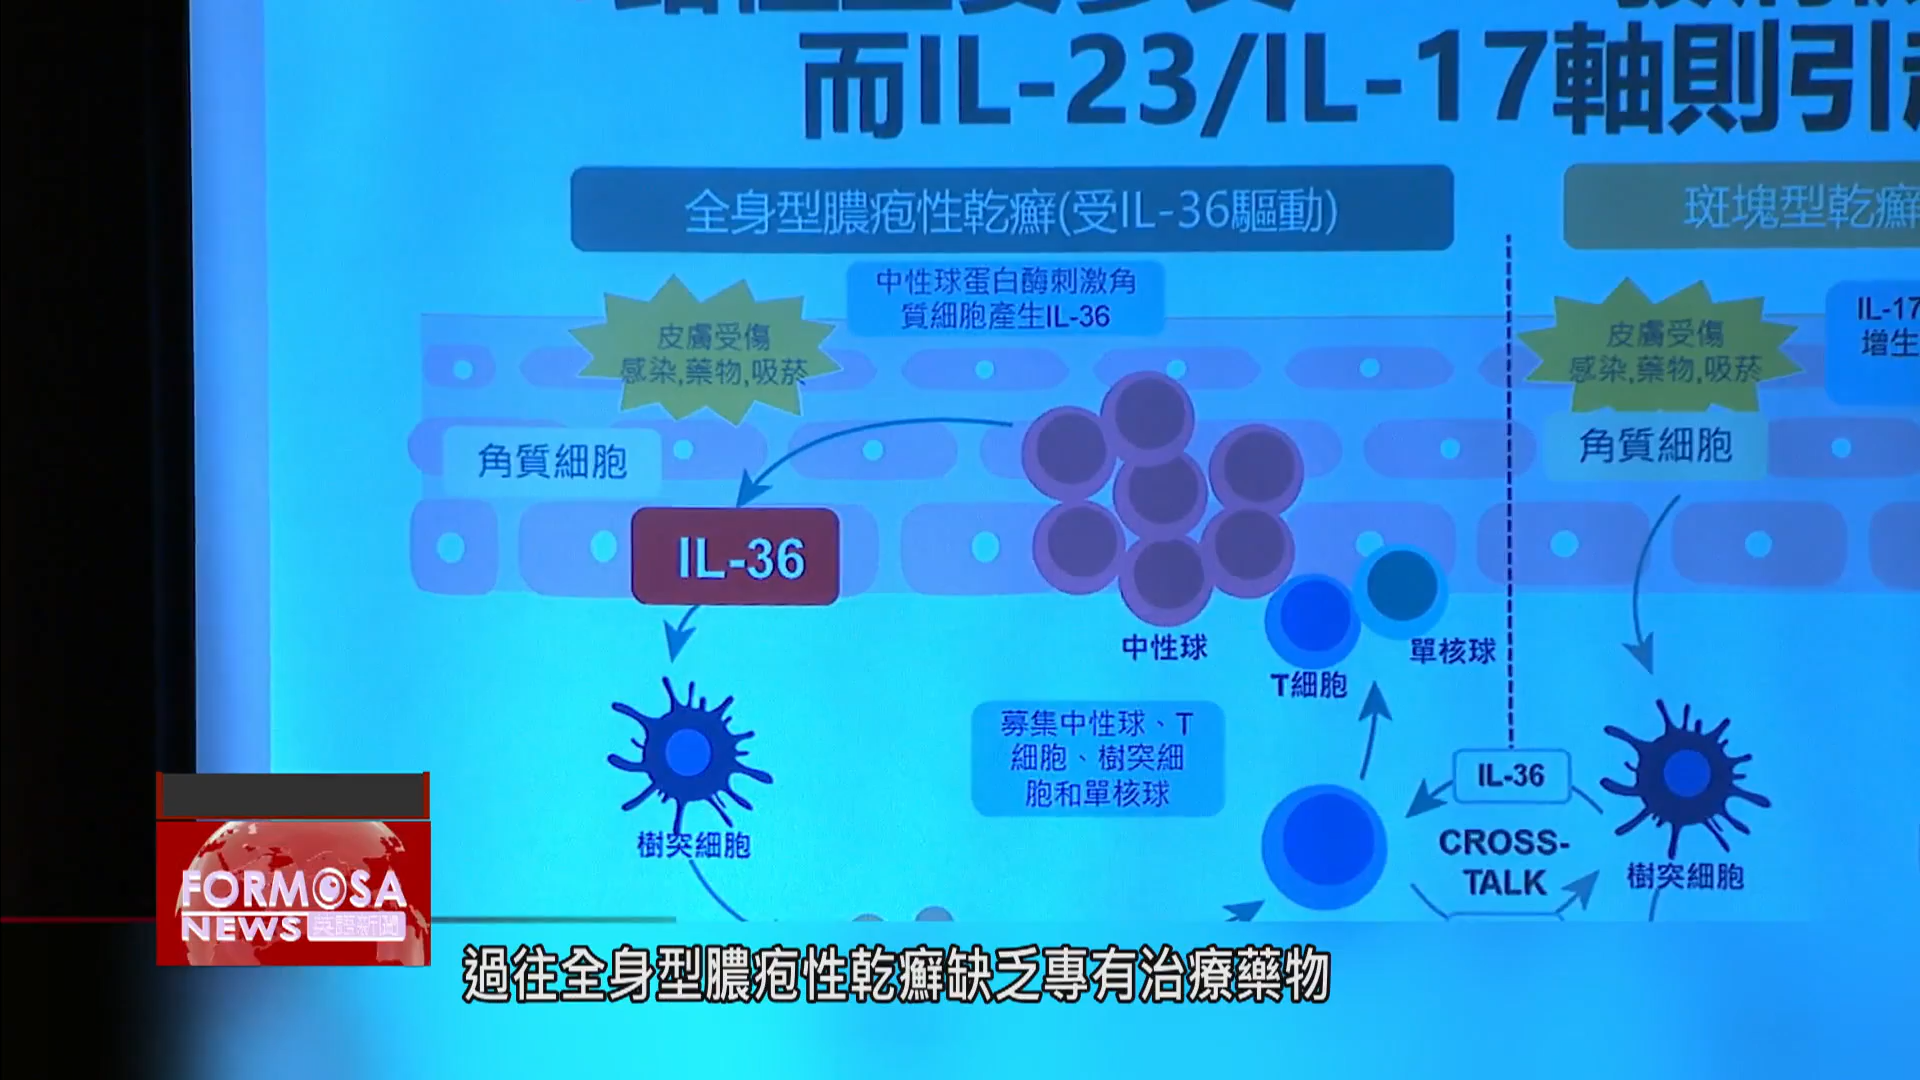 而IL-23/IL-17軸則引
全身型膿疱性乾癬(受IL-36驅動)
斑塊型乾癬
中性球蛋白酶刺激角
質細胞產生IL-36
皮膚受傷
感染,藥物,吸菸
皮膚受傷
感染,藥物,吸菸
IL-17
增生
角質細胞
角質細胞
IL-36
中性球
單核球
T細胞
募集中性球、T
細胞、樹突細
胞和單核球
IL-36
CROSS-
TALK
樹突細胞
樹突細胞
FORMOSA
NEWS 英語新聞
過往全身型膿疱性乾癬缺乏專有治療藥物